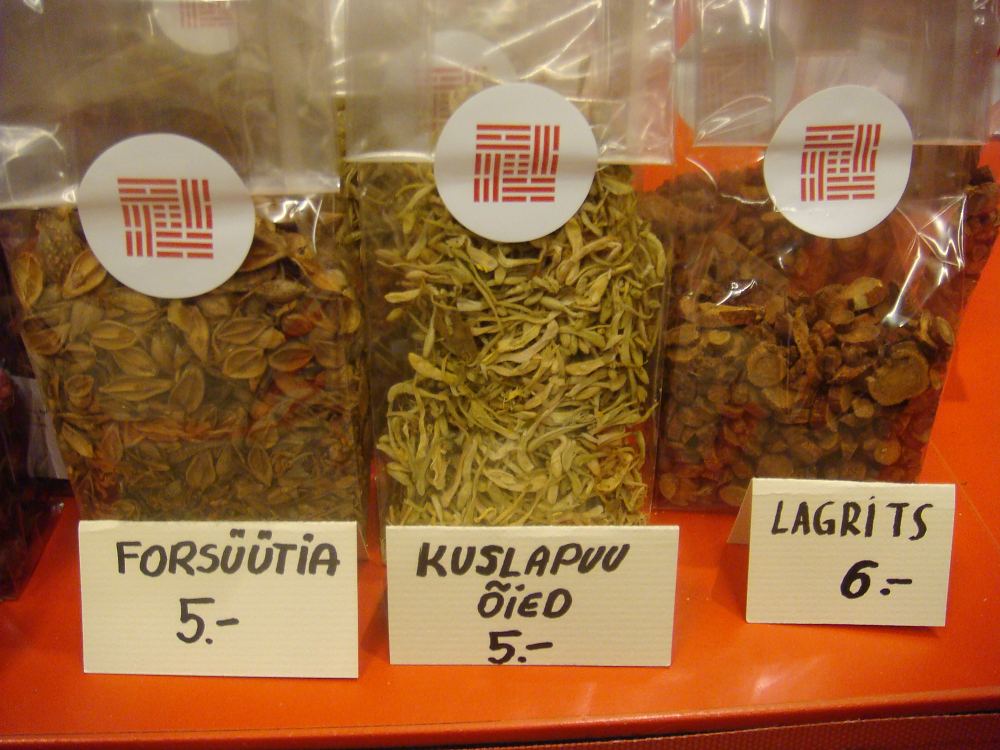 FORSÜÜTIA
5.-
KUSLAPUU
ÕIED
5.-
LAGRITS
6.-